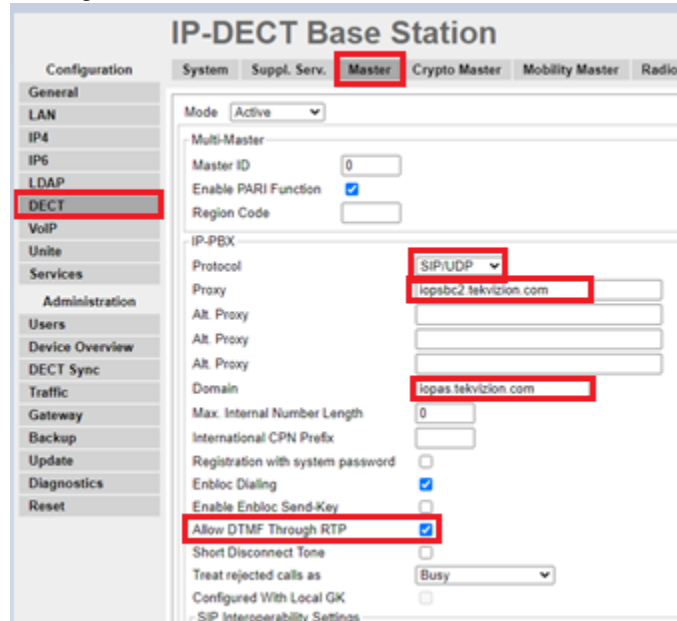 IP-DECT Base Station
Configuration
General
LAN
IP4
IP6
LDAP
DECT
VoIP
Unite
Services
Administration
Users
Device Overview
DECT Sync
Traffic
Gateway
Backup
Update
Diagnostics
Reset
System Suppl. Serv. Master Crypto Master Mobility Master Radio
Mode Active
Multi-Master
Master ID 0
Enable PARI Function
Region Code
IP-PBX
Protocol SIP/UDP
Proxy iopsbc2.tekvizion.com
Alt. Proxy
Alt. Proxy
Alt. Proxy
Domain iopas.tekvizion.com
Max. Internal Number Length 0
International CPN Prefix
Registration with system password
Enbloc Dialing
Enable Enbloc Send-Key
Allow DTMF Through RTP
Short Disconnect Tone
Treat rejected calls as Busy
Configured With Local GK
SIP Interoperability Settings